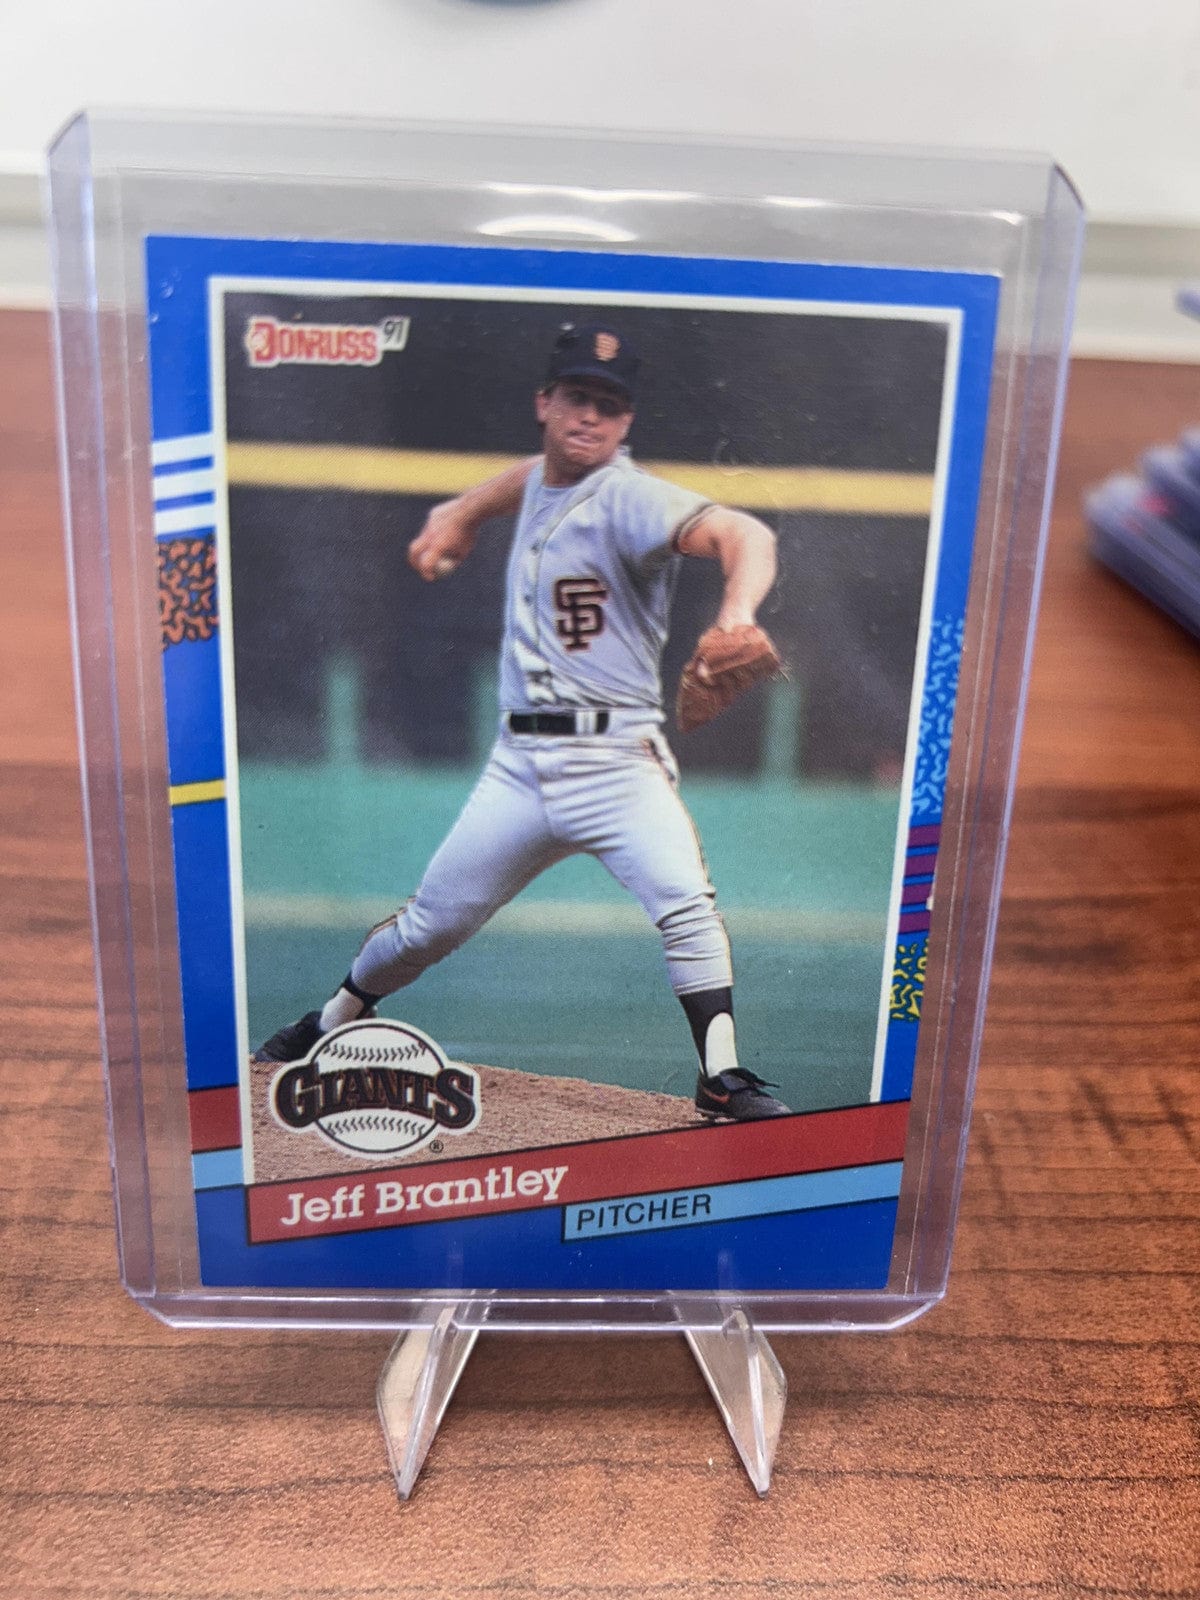 DONRUSS 91
SF
SF
GIANTS
®
Jeff Brantley
PITCHER